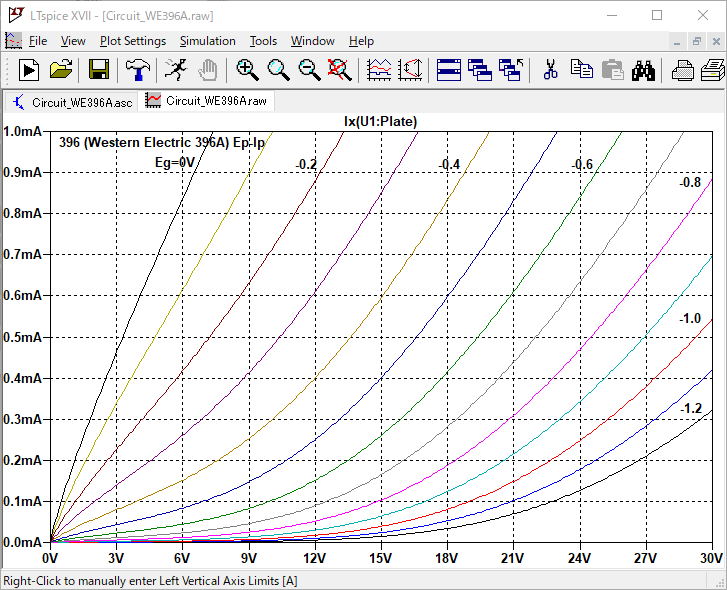 LTspice XVII - [Circuit_WE396A.raw]
File View Plot Settings Simulation Tools Window Help
Circuit_WE396A.asc Circuit_WE396A.raw
Ix(U1:Plate)
1.0mA
396 (Western Electric 396A) Ep-Ip
Eg=0V -0.2 -0.4 -0.6
0.9mA
-0.8
0.8mA
0.7mA
0.6mA
-1.0
0.5mA
0.4mA
-1.2
0.3mA
0.2mA
0.1mA
0.0mA
0V 3V 6V 9V 12V 15V 18V 21V 24V 27V 30V
Right-Click to manually enter Left Vertical Axis Limits [A]